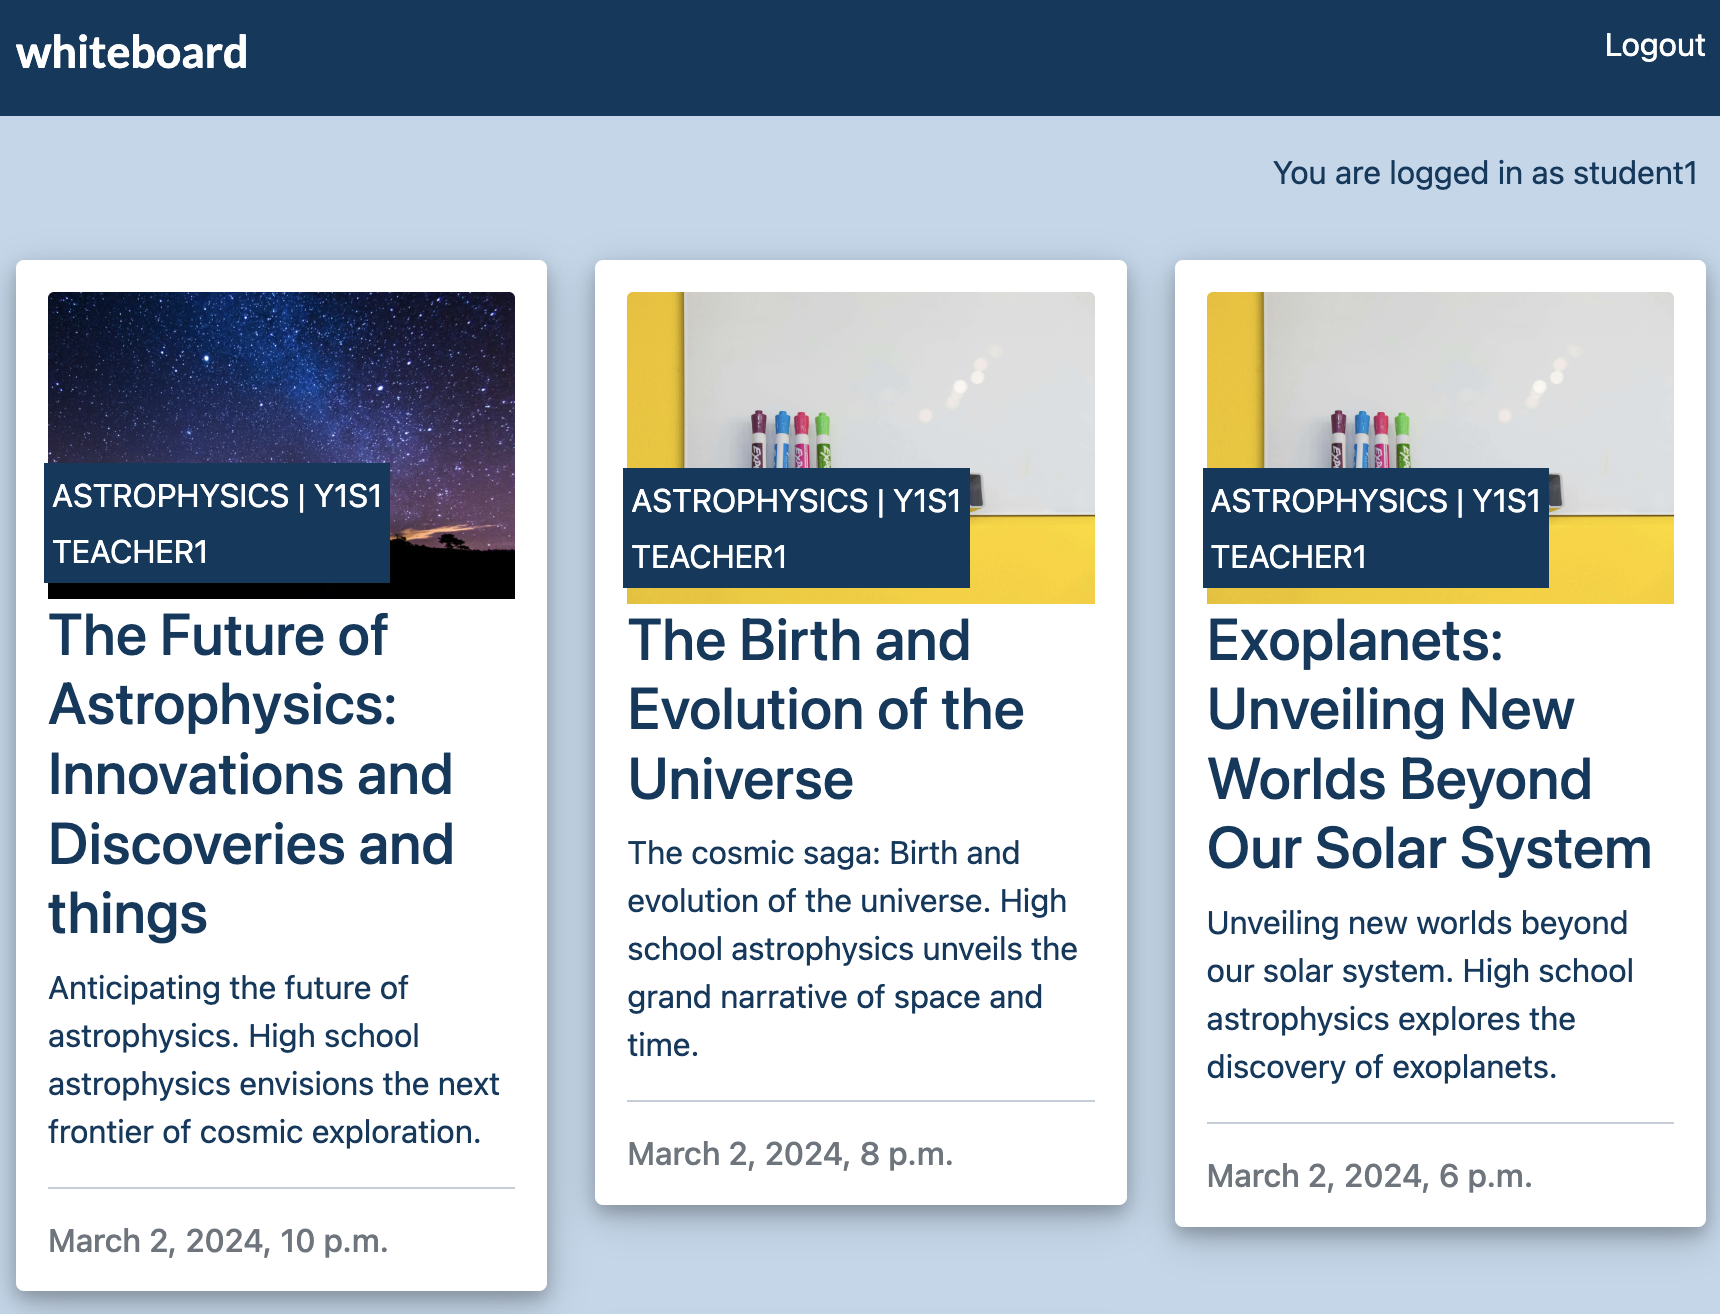 whiteboard
Logout
You are logged in as student1
ASTROPHYSICS | Y1S1
TEACHER1
The Future of
Astrophysics:
Innovations and
Discoveries and
things
Anticipating the future of
astrophysics. High school
astrophysics envisions the next
frontier of cosmic exploration.
March 2, 2024, 10 p.m.
ASTROPHYSICS | Y1S1
TEACHER1
The Birth and
Evolution of the
Universe
The cosmic saga: Birth and
evolution of the universe. High
school astrophysics unveils the
grand narrative of space and
time.
March 2, 2024, 8 p.m.
ASTROPHYSICS | Y1S1
TEACHER1
Exoplanets:
Unveiling New
Worlds Beyond
Our Solar System
Unveiling new worlds beyond
our solar system. High school
astrophysics explores the
discovery of exoplanets.
March 2, 2024, 6 p.m.